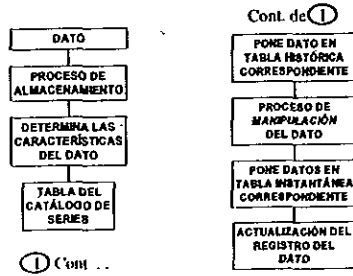 DATO
PROCESO DE
ALMACENAMIENTO
DETERMINA LAS
CARACTERÍSTICAS
DEL DATO
TABLA DEL
CATÁLOGO DE
SERIES
1 Cont ..
Cont. de 1
PONE DATO EN
TABLA HISTÓRICA
CORRESPONDIENTE
PROCESO DE
MANIPULACIÓN
DEL DATO
PONE DATOS EN
TABLA INSTANTÁNEA
CORRESPONDIENTE
ACTUALIZACIÓN DEL
REGISTRO DEL
DATO